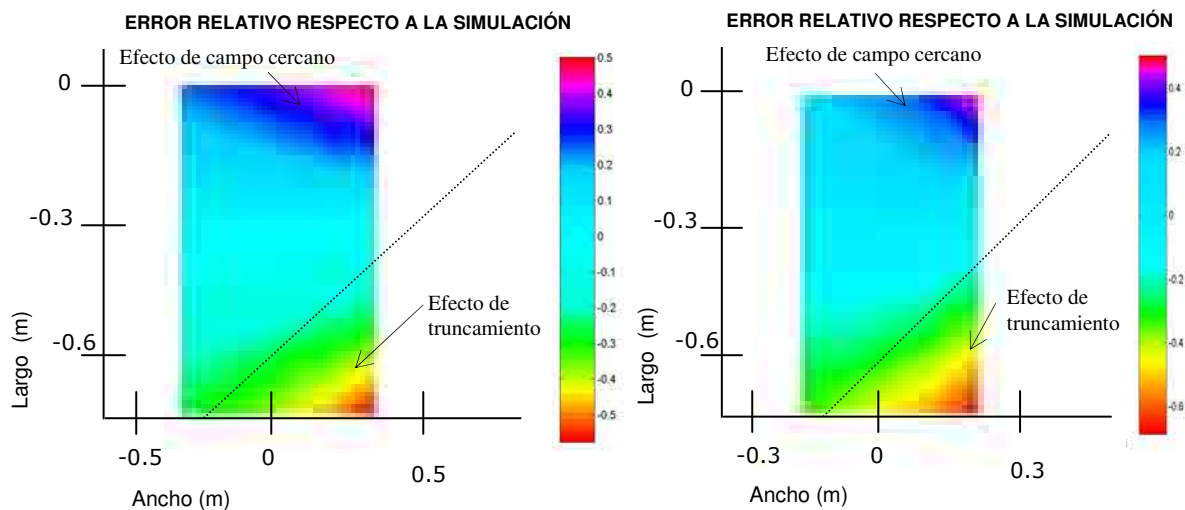 ERROR RELATIVO RESPECTO A LA SIMULACIÓN
Efecto de campo cercano
0
-0.3
-0.6
Largo (m)
-0.5
0
0.5
Ancho (m)
Efecto de
truncamiento
0.5
0.4
0.3
0.2
0.1
0
-0.1
-0.2
-0.3
-0.4
-0.5
ERROR RELATIVO RESPECTO A LA SIMULACIÓN
Efecto de campo cercano
0
-0.3
-0.6
Largo (m)
-0.3
0
0.3
Ancho (m)
Efecto de
truncamiento
0.4
0.2
0
-0.2
-0.4
-0.6